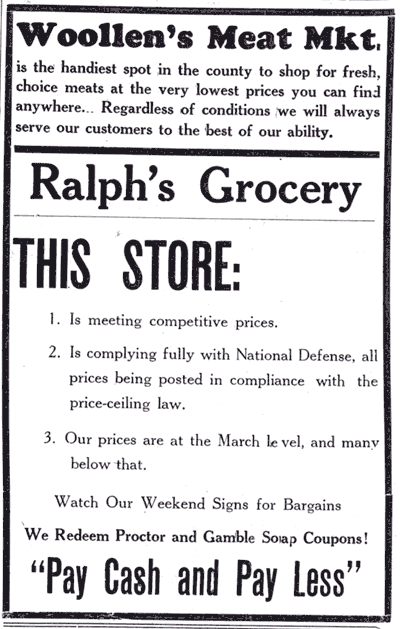 Woollen's Meat Mkt.
is the handiest spot in the county to shop for fresh,
choice meats at the very lowest prices you can find
anywhere... Regardless of conditions we will always
serve our customers to the best of our ability.
Ralph's Grocery
THIS STORE:
1. Is meeting competitive prices.
2. Is complying fully with National Defense, all
prices being posted in compliance with the
price-ceiling law.
3. Our prices are at the March level, and many
below that.
Watch Our Weekend Signs for Bargains
We Redeem Proctor and Gamble Soap Coupons!
“Pay Cash and Pay Less”